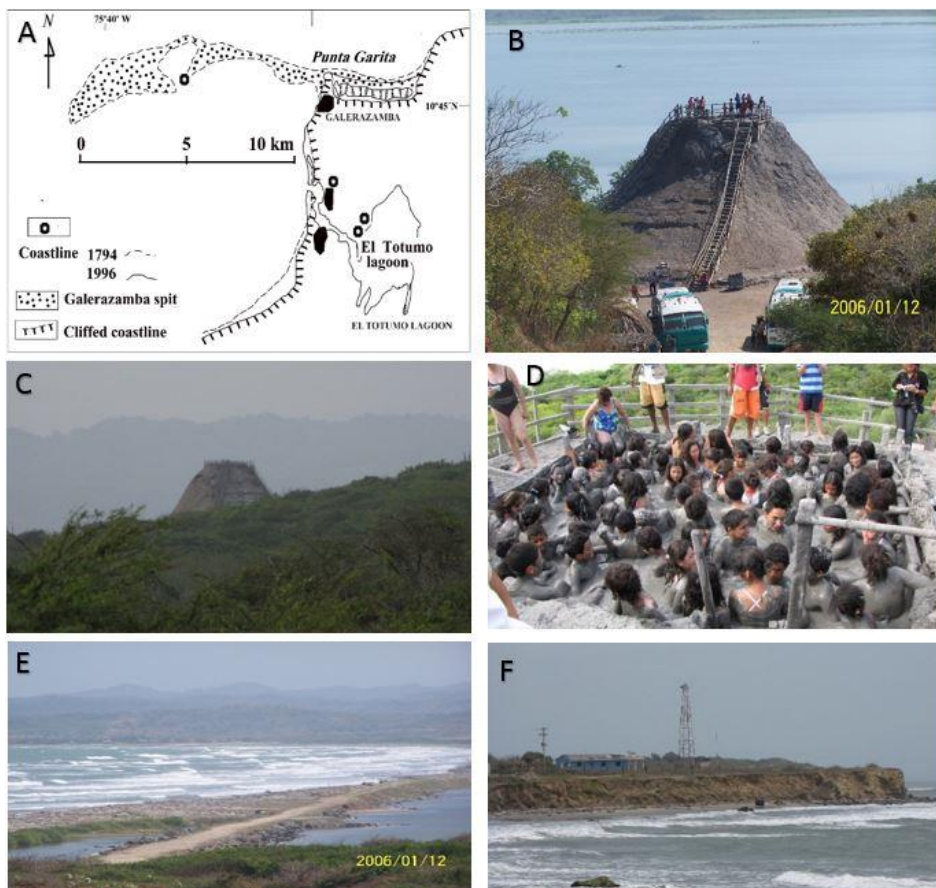 A
N
75°40' W
Punta Garita
10°45' N
GALERAZAMBA
0 5 10 km
Coastline 1794
1996
El Totumo
lagoon
Galerazamba spit
Cliffed coastline
EL TOTUMO LAGOON
B
2006/01/12
C
D
E
2006/01/12
F